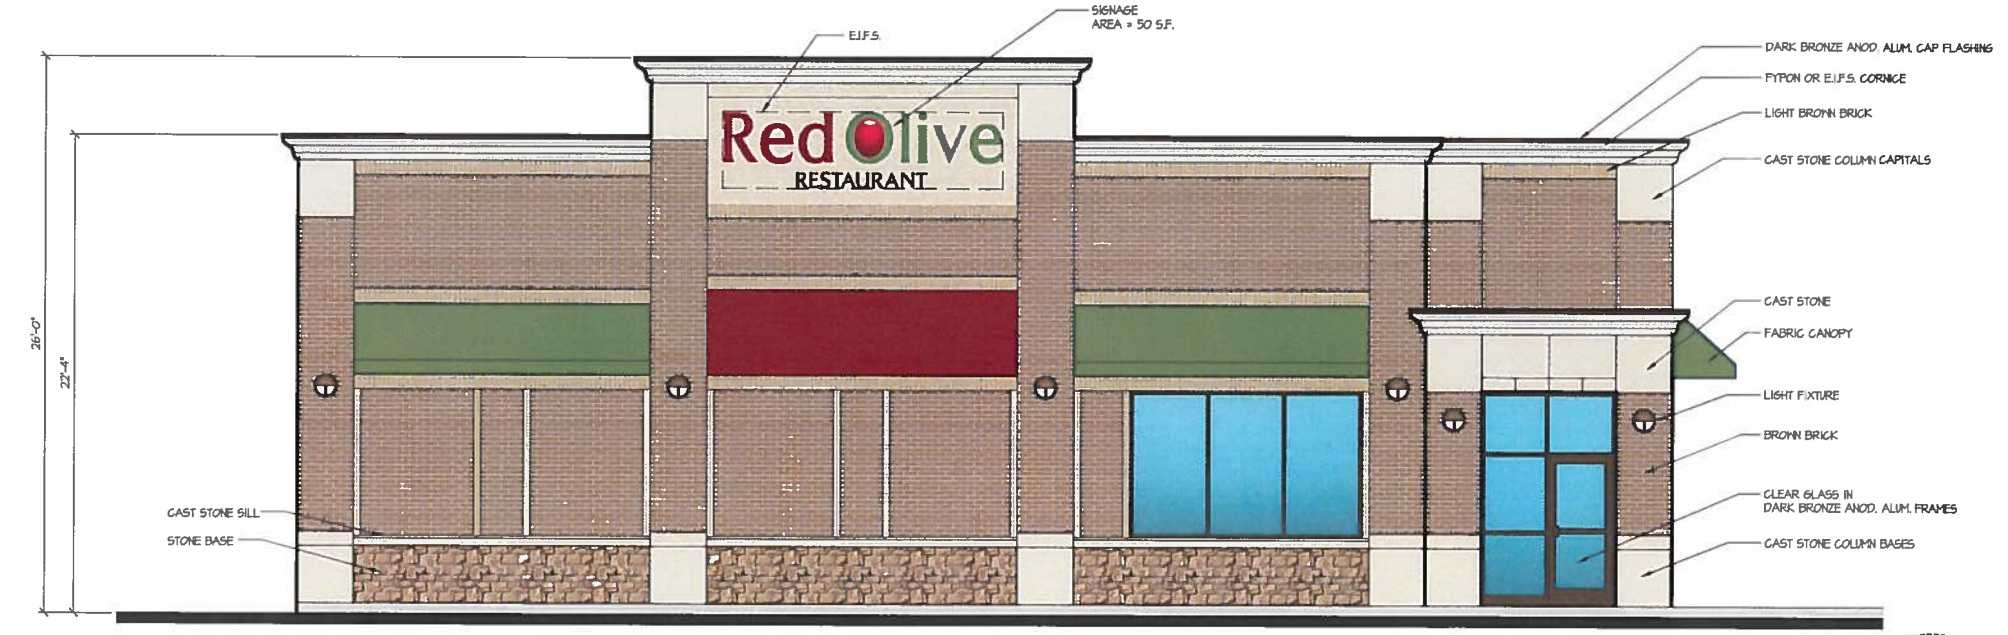 SIGNAGE
AREA = 50 S.F.
E.I.F.S.
DARK BRONZE ANOD. ALUM. CAP FLASHING
FYPON OR E.I.F.S. CORNICE
LIGHT BROWN BRICK
CAST STONE COLUMN CAPITALS
Red Olive
RESTAURANT
26'-0"
22'-4"
CAST STONE
FABRIC CANOPY
LIGHT FIXTURE
BROWN BRICK
CLEAR GLASS IN
DARK BRONZE ANOD. ALUM. FRAMES
CAST STONE COLUMN BASES
CAST STONE SILL
STONE BASE